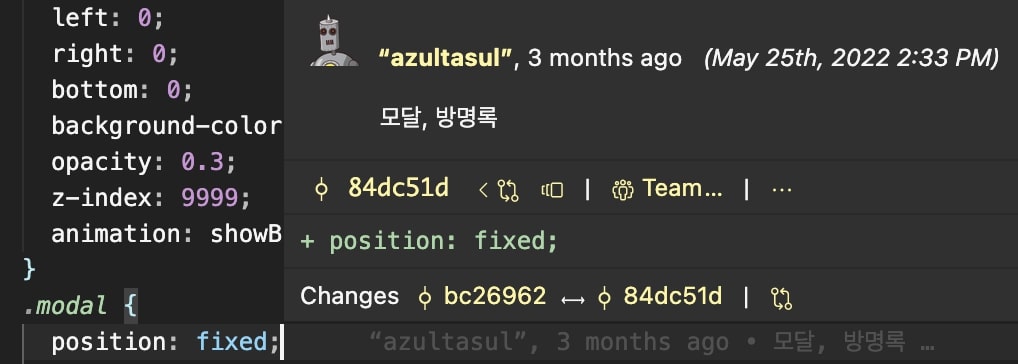 left: 0;
right: 0;
bottom: 0;
background-color
opacity: 0.3;
z-index: 9999;
animation: showB
}
.modal {
position: fixed;
“azultasul”, 3 months ago (May 25th, 2022 2:33 PM)
모달, 방명록
84dc51d | Team... | ...
+ position: fixed;
Changes bc26962 ↔ 84dc51d |
“azultasul”, 3 months ago • 모달, 방명록 ...